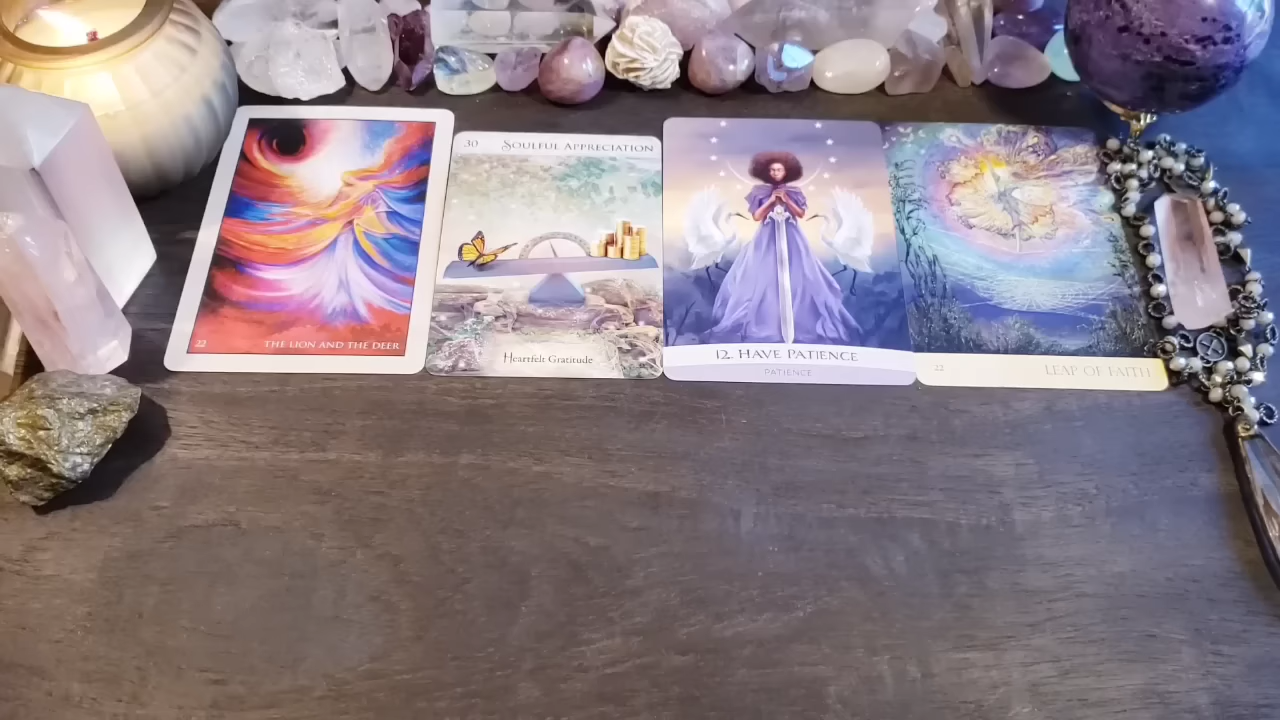 22
THE LION AND THE DEER
30
SOULFUL APPRECIATION
Heartfelt Gratitude
12. HAVE PATIENCE
PATIENCE
22
LEAP OF FAITH